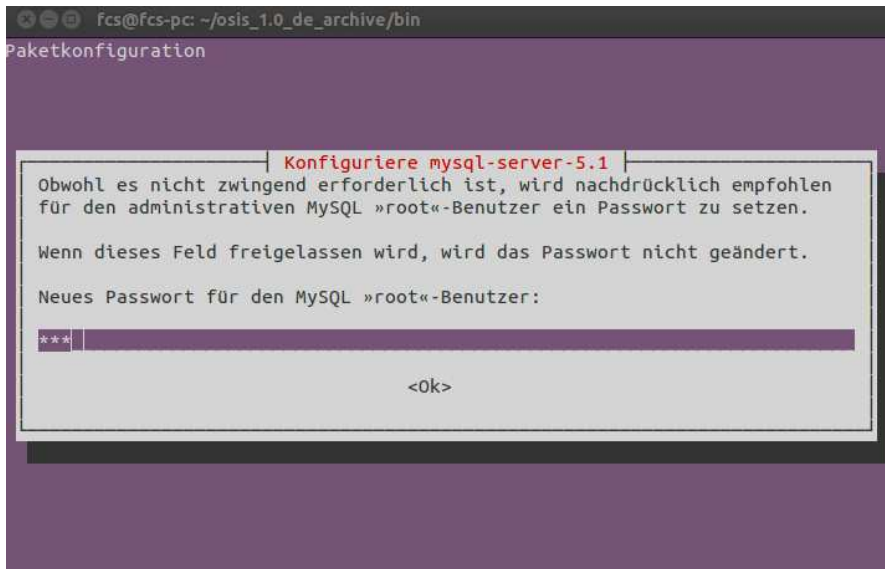 fcs@fcs-pc: ~/osis_1.0_de_archive/bin
Paketkonfiguration
Konfiguriere mysql-server-5.1
Obwohl es nicht zwingend erforderlich ist, wird nachdrücklich empfohlen
für den administrativen MySQL »root«-Benutzer ein Passwort zu setzen.
Wenn dieses Feld freigelassen wird, wird das Passwort nicht geändert.
Neues Passwort für den MySQL »root«-Benutzer:
***
<Ok>